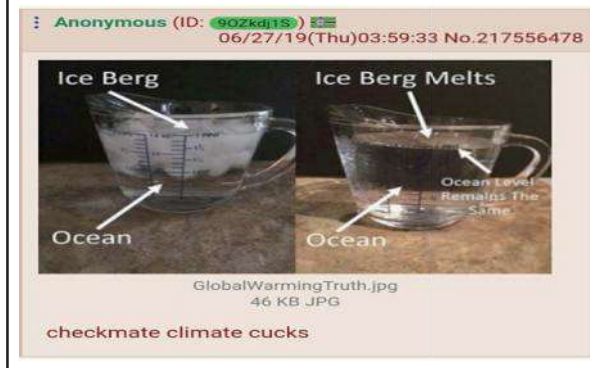 Anonymous (ID: 9OZkdj1S)
06/27/19(Thu)03:59:33 No.217556478
Ice Berg
Ocean
Ice Berg Melts
Ocean Level
Remains The
Same
Ocean
GlobalWarmingTruth.jpg
46 KB JPG
checkmate climate cucks